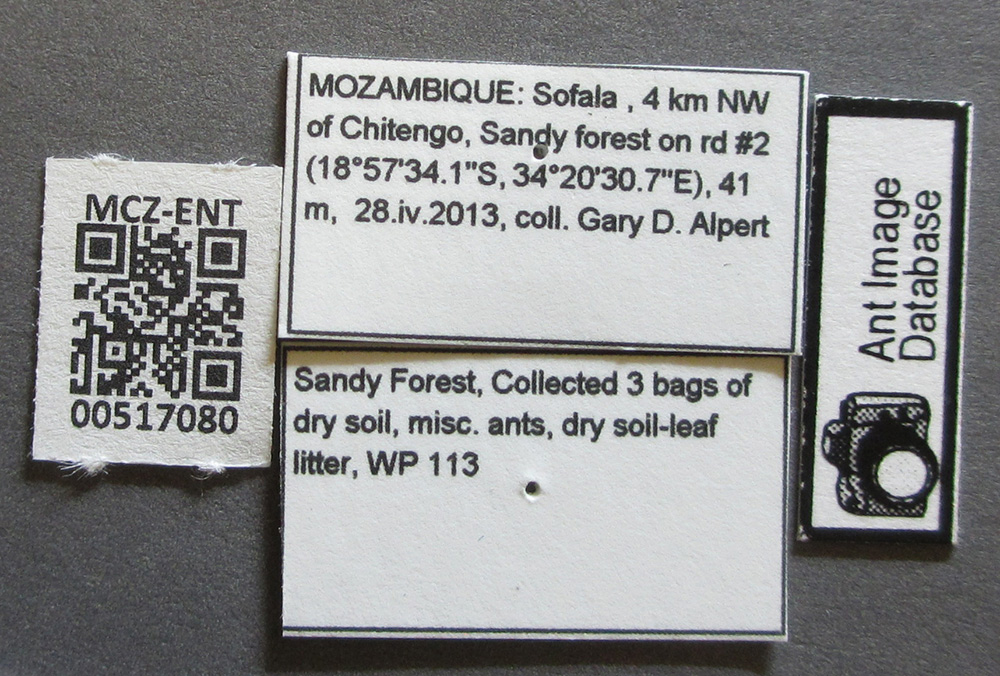 MCZ-ENT
00517080
MOZAMBIQUE: Sofala , 4 km NW
of Chitengo, Sandy forest on rd #2
(18°57'34.1"S, 34°20'30.7"E), 41
m, 28.iv.2013, coll. Gary D. Alpert
Sandy Forest, Collected 3 bags of
dry soil, misc. ants, dry soil-leaf
litter, WP 113
Ant Image
Database